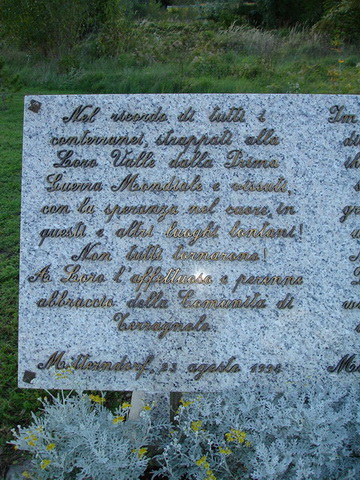 Nel ricordo di tutti i
conterranei, strappati alla
Loro Valle dalla Prima
Guerra Mondiale e vissuti,
con la speranza nel cuore, in
questi e altri luoghi lontani!
Non tutti tornarono!
A Loro l'affettuoso e perenne
abbraccio della Comunità di
Terragnolo.
Mitterndorf, 23 agosto
Im